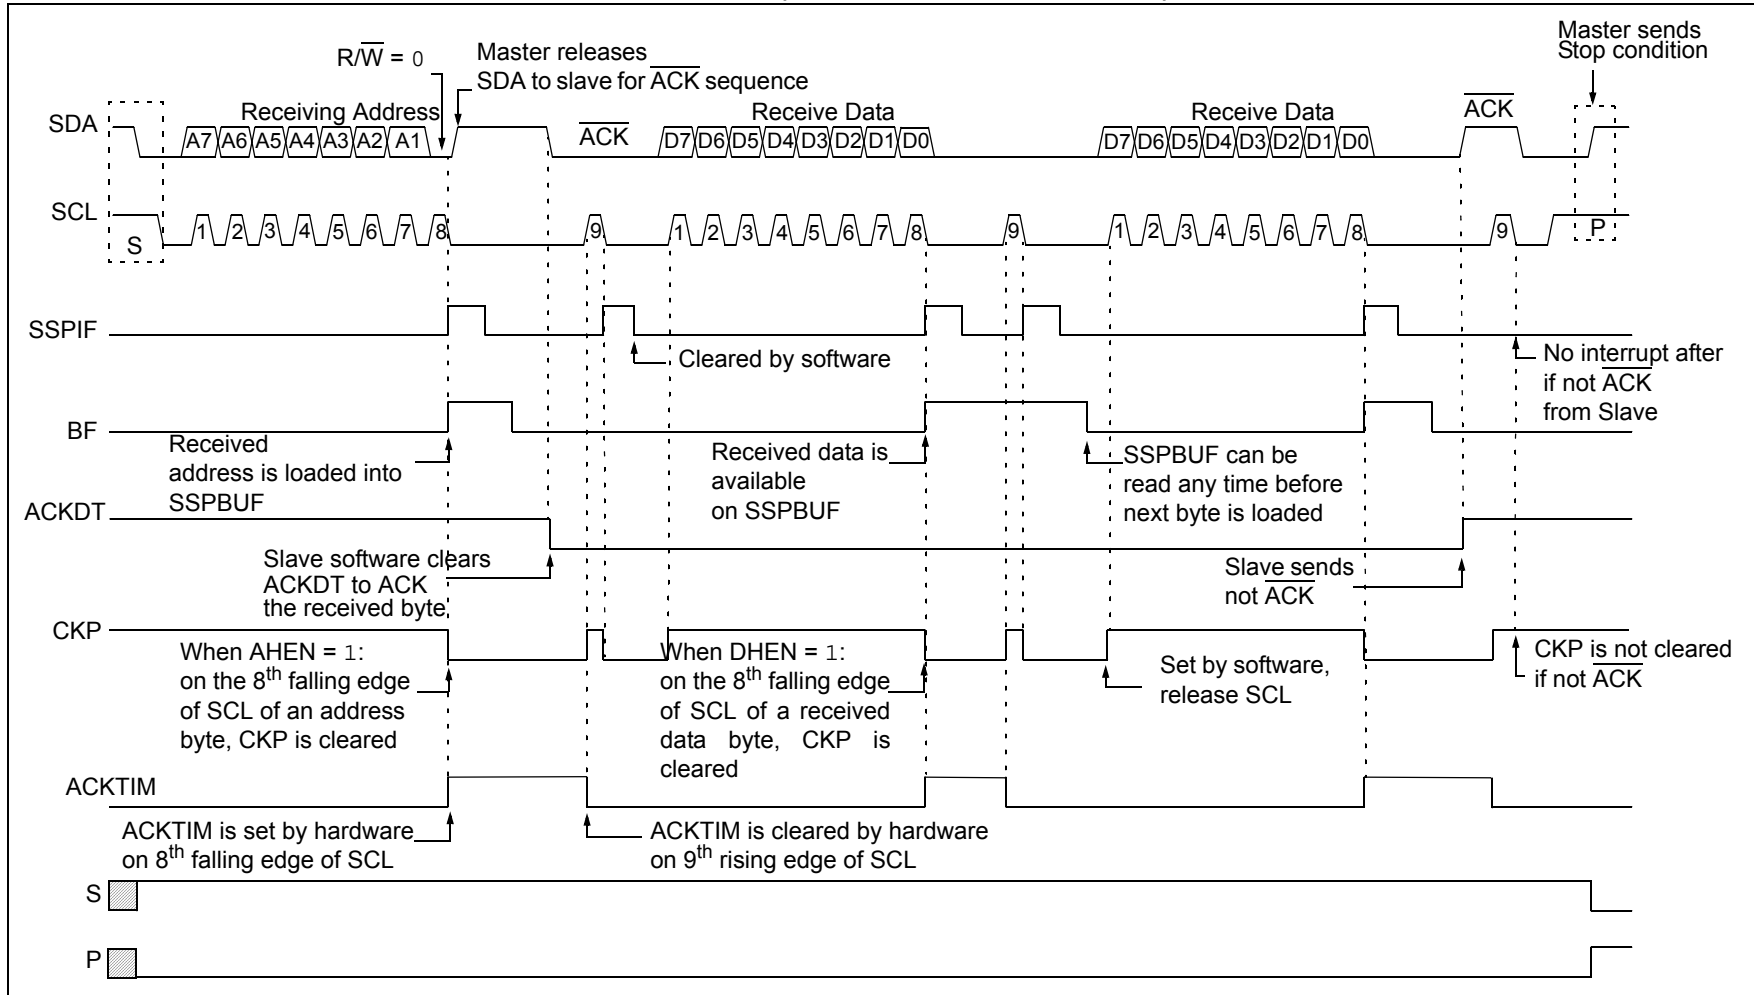 Master sends
Stop condition
R/W̅ = 0
Master releases
SDA to slave for A̅C̅K̅ sequence
Receiving Address
Receive Data
Receive Data
A̅C̅K̅
SDA
A7 A6 A5 A4 A3 A2 A1
A̅C̅K̅
D7 D6 D5 D4 D3 D2 D1 D0
D7 D6 D5 D4 D3 D2 D1 D0
SCL
S
1 2 3 4 5 6 7 8
9
1 2 3 4 5 6 7 8
9
1 2 3 4 5 6 7 8
9
P
SSPIF
Cleared by software
No interrupt after
if not A̅C̅K̅
from Slave
BF
Received
address is loaded into
SSPBUF
Received data is
available
on SSPBUF
SSPBUF can be
read any time before
next byte is loaded
ACKDT
Slave software clears
ACKDT to ACK
the received byte
Slave sends
not A̅C̅K̅
CKP
When AHEN = 1:
on the 8th falling edge
of SCL of an address
byte, CKP is cleared
When DHEN = 1:
on the 8th falling edge
of SCL of a received
data byte, CKP is
cleared
Set by software,
release SCL
CKP is not cleared
if not A̅C̅K̅
ACKTIM
ACKTIM is set by hardware
on 8th falling edge of SCL
ACKTIM is cleared by hardware
on 9th rising edge of SCL
S
P